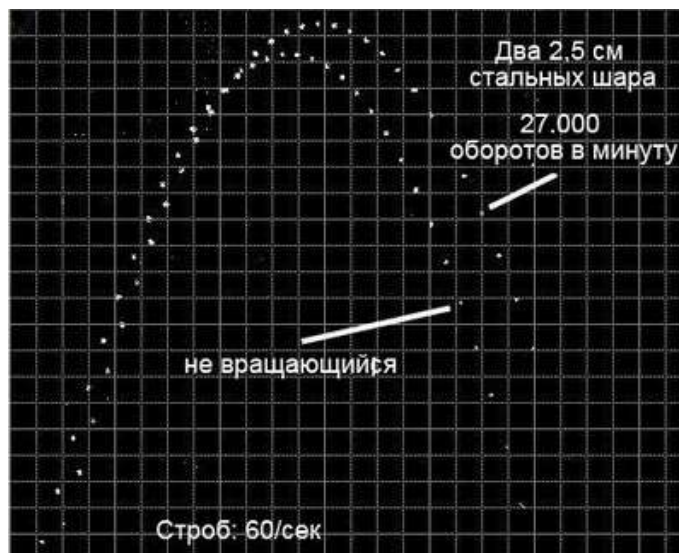 Два 2,5 см
стальных шара
27.000
оборотов в минуту
не вращающийся
Строб: 60/сек